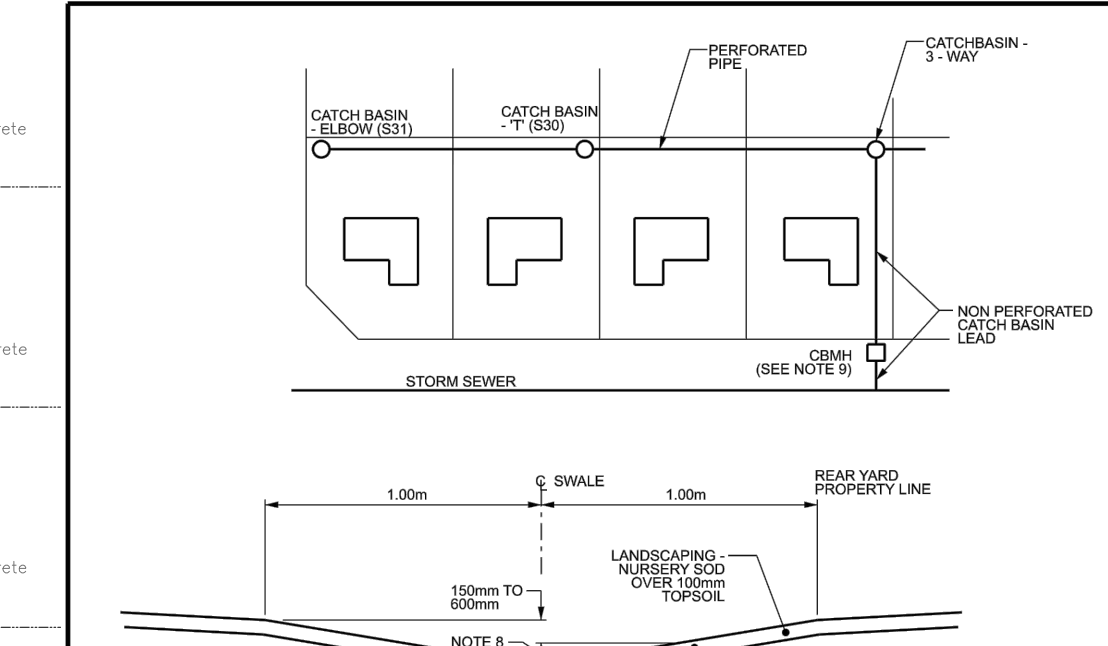 PERFORATED
PIPE
CATCHBASIN -
3 - WAY
CATCH BASIN
- ELBOW (S31)
CATCH BASIN
- 'T' (S30)
rete
NON PERFORATED
CATCH BASIN
LEAD
rete
CBMH
(SEE NOTE 9)
STORM SEWER
℄ SWALE
REAR YARD
PROPERTY LINE
1.00m
1.00m
LANDSCAPING -
NURSERY SOD
OVER 100mm
TOPSOIL
rete
150mm TO
600mm
NOTE 8